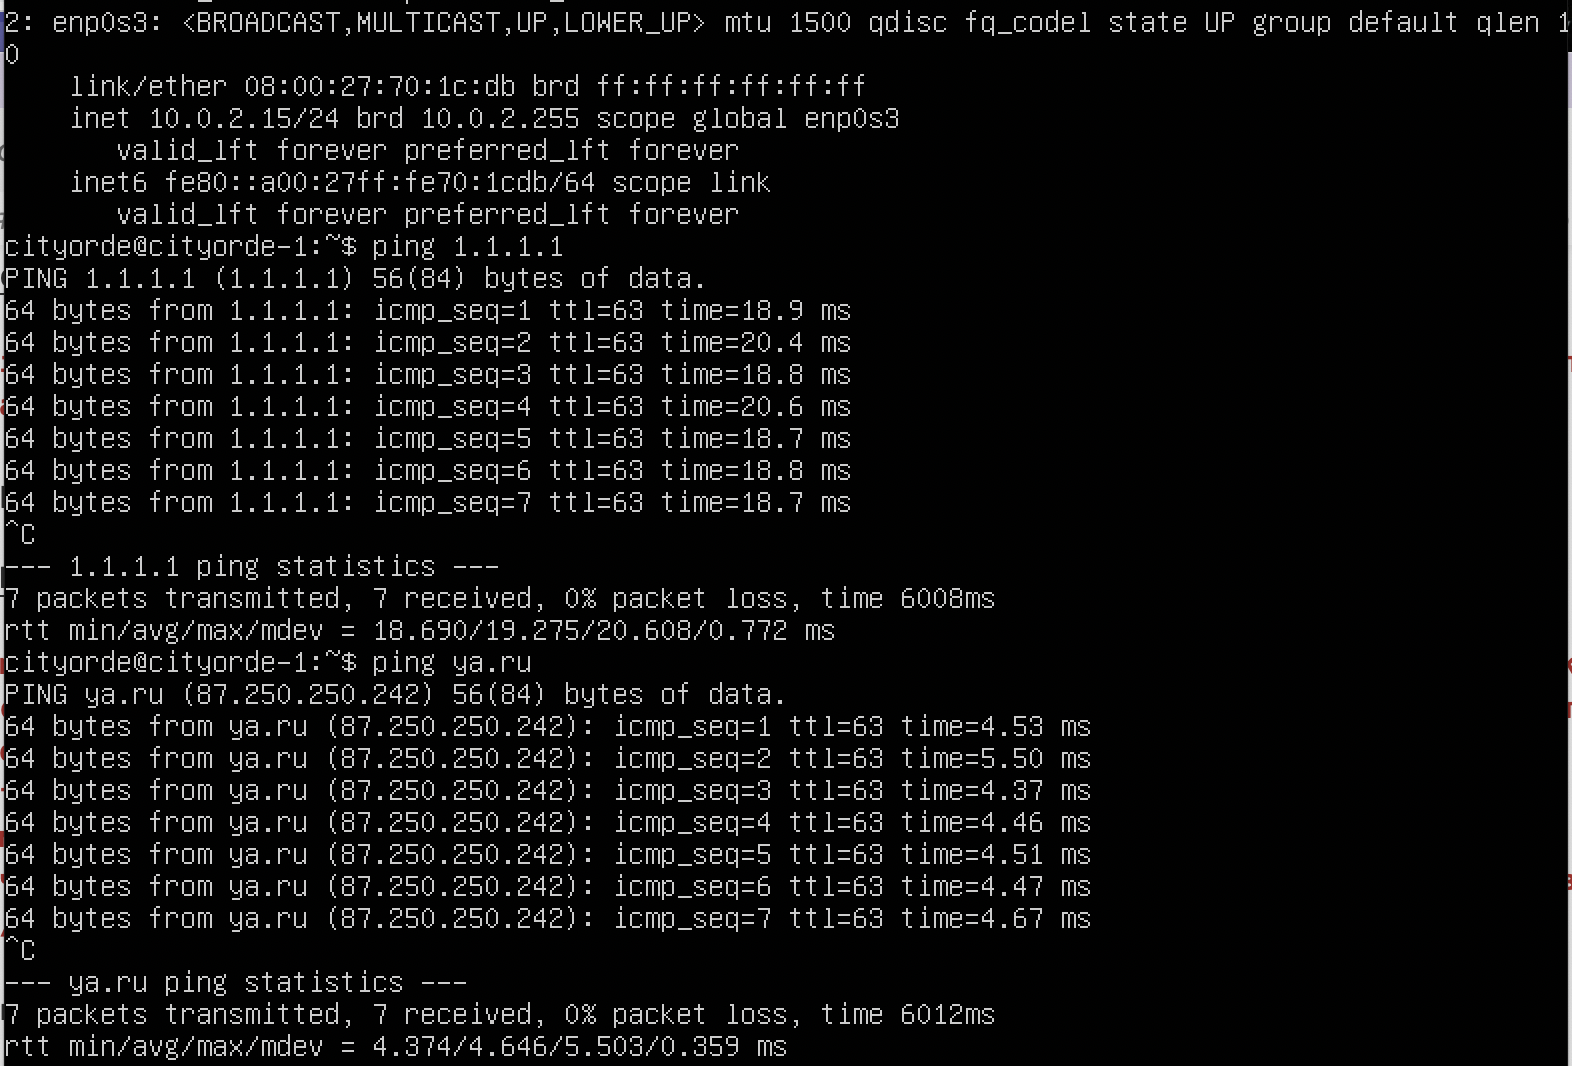 2: enp0s3: <BROADCAST,MULTICAST,UP,LOWER_UP> mtu 1500 qdisc fq_codel state UP group default qlen 1
0
link/ether 08:00:27:70:1c:db brd ff:ff:ff:ff:ff:ff
inet 10.0.2.15/24 brd 10.0.2.255 scope global enp0s3
valid_lft forever preferred_lft forever
inet6 fe80::a00:27ff:fe70:1cdb/64 scope link
valid_lft forever preferred_lft forever
cityorde@cityorde-1:~$ ping 1.1.1.1
PING 1.1.1.1 (1.1.1.1) 56(84) bytes of data.
64 bytes from 1.1.1.1: icmp_seq=1 ttl=63 time=18.9 ms
64 bytes from 1.1.1.1: icmp_seq=2 ttl=63 time=20.4 ms
64 bytes from 1.1.1.1: icmp_seq=3 ttl=63 time=18.8 ms
64 bytes from 1.1.1.1: icmp_seq=4 ttl=63 time=20.6 ms
64 bytes from 1.1.1.1: icmp_seq=5 ttl=63 time=18.7 ms
64 bytes from 1.1.1.1: icmp_seq=6 ttl=63 time=18.8 ms
64 bytes from 1.1.1.1: icmp_seq=7 ttl=63 time=18.7 ms
^C
--- 1.1.1.1 ping statistics ---
7 packets transmitted, 7 received, 0% packet loss, time 6008ms
rtt min/avg/max/mdev = 18.690/19.275/20.608/0.772 ms
cityorde@cityorde-1:~$ ping ya.ru
PING ya.ru (87.250.250.242) 56(84) bytes of data.
64 bytes from ya.ru (87.250.250.242): icmp_seq=1 ttl=63 time=4.53 ms
64 bytes from ya.ru (87.250.250.242): icmp_seq=2 ttl=63 time=5.50 ms
64 bytes from ya.ru (87.250.250.242): icmp_seq=3 ttl=63 time=4.37 ms
64 bytes from ya.ru (87.250.250.242): icmp_seq=4 ttl=63 time=4.46 ms
64 bytes from ya.ru (87.250.250.242): icmp_seq=5 ttl=63 time=4.51 ms
64 bytes from ya.ru (87.250.250.242): icmp_seq=6 ttl=63 time=4.47 ms
64 bytes from ya.ru (87.250.250.242): icmp_seq=7 ttl=63 time=4.67 ms
^C
--- ya.ru ping statistics ---
7 packets transmitted, 7 received, 0% packet loss, time 6012ms
rtt min/avg/max/mdev = 4.374/4.646/5.503/0.359 ms